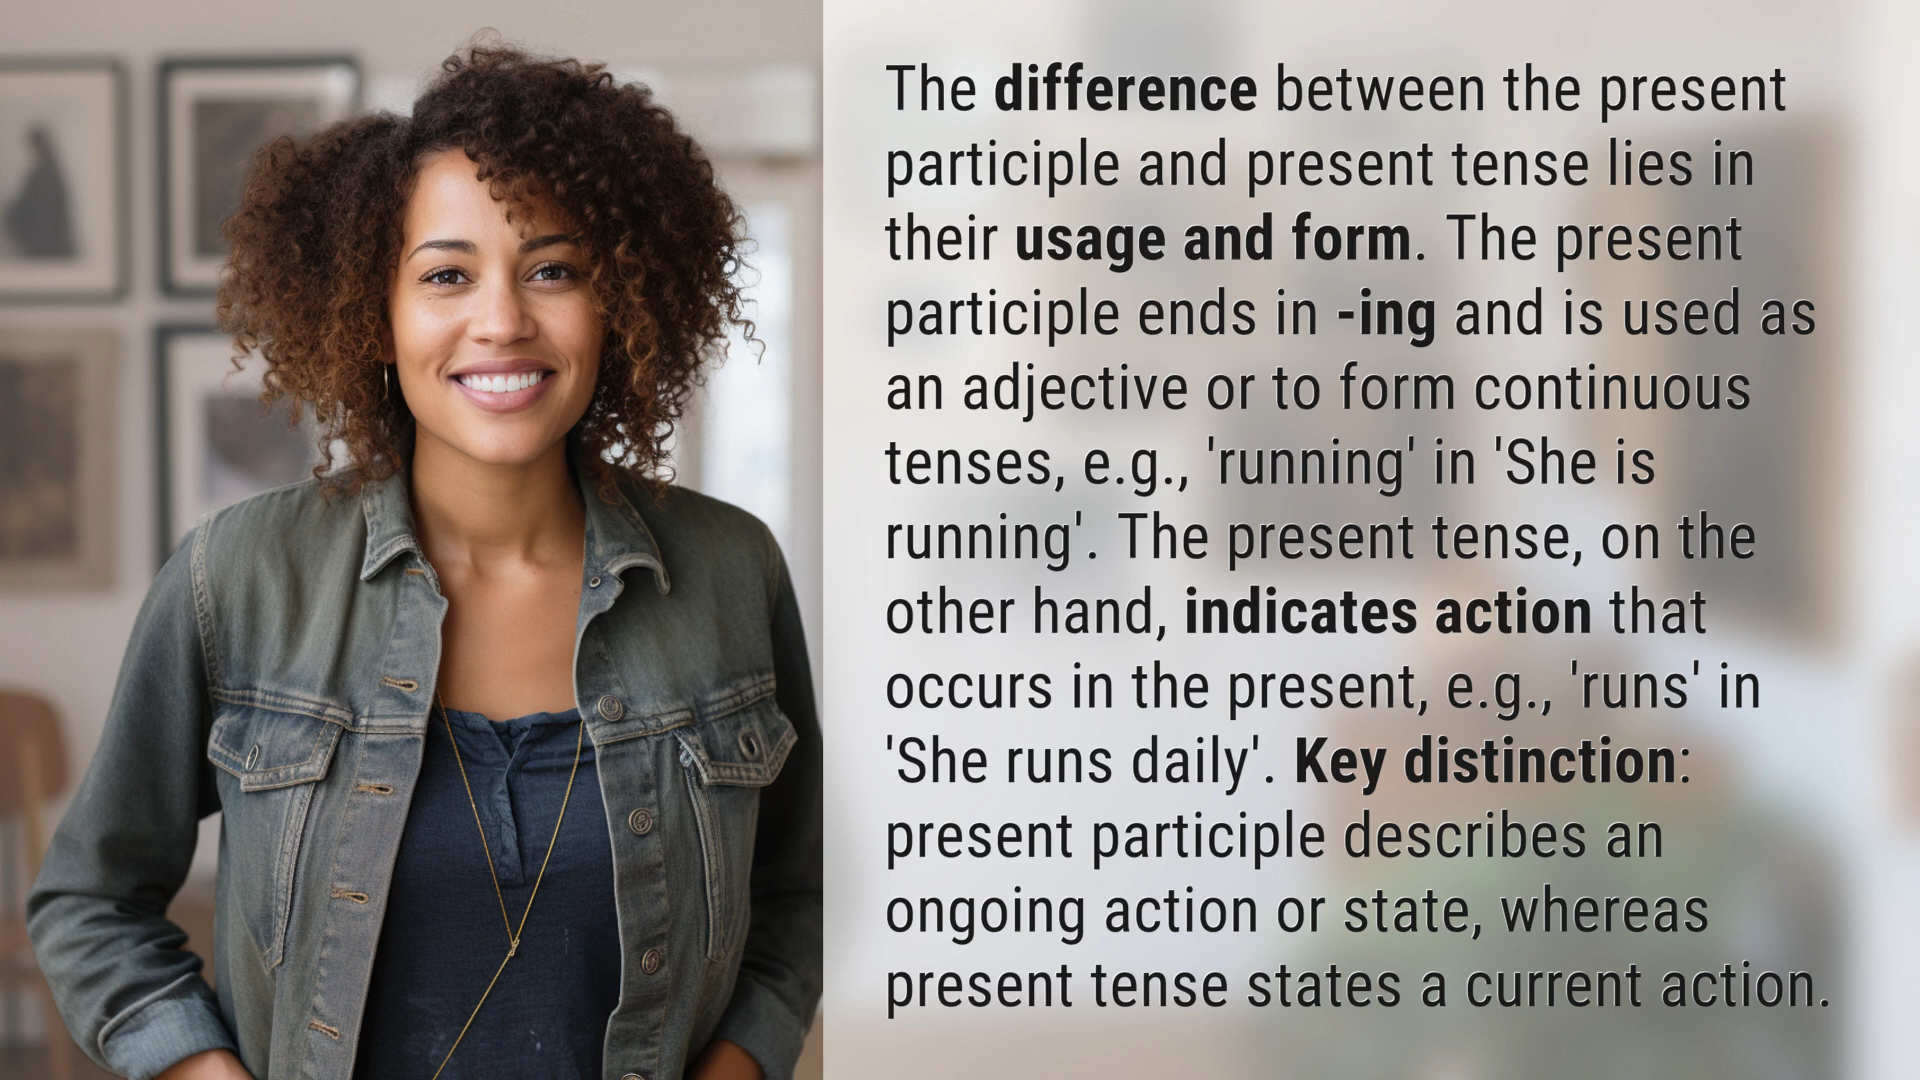 The difference between the present
participle and present tense lies in
their usage and form. The present
participle ends in -ing and is used as
an adjective or to form continuous
tenses, e.g., 'running' in 'She is
running'. The present tense, on the
other hand, indicates action that
occurs in the present, e.g., 'runs' in
'She runs daily'. Key distinction:
present participle describes an
ongoing action or state, whereas
present tense states a current action.